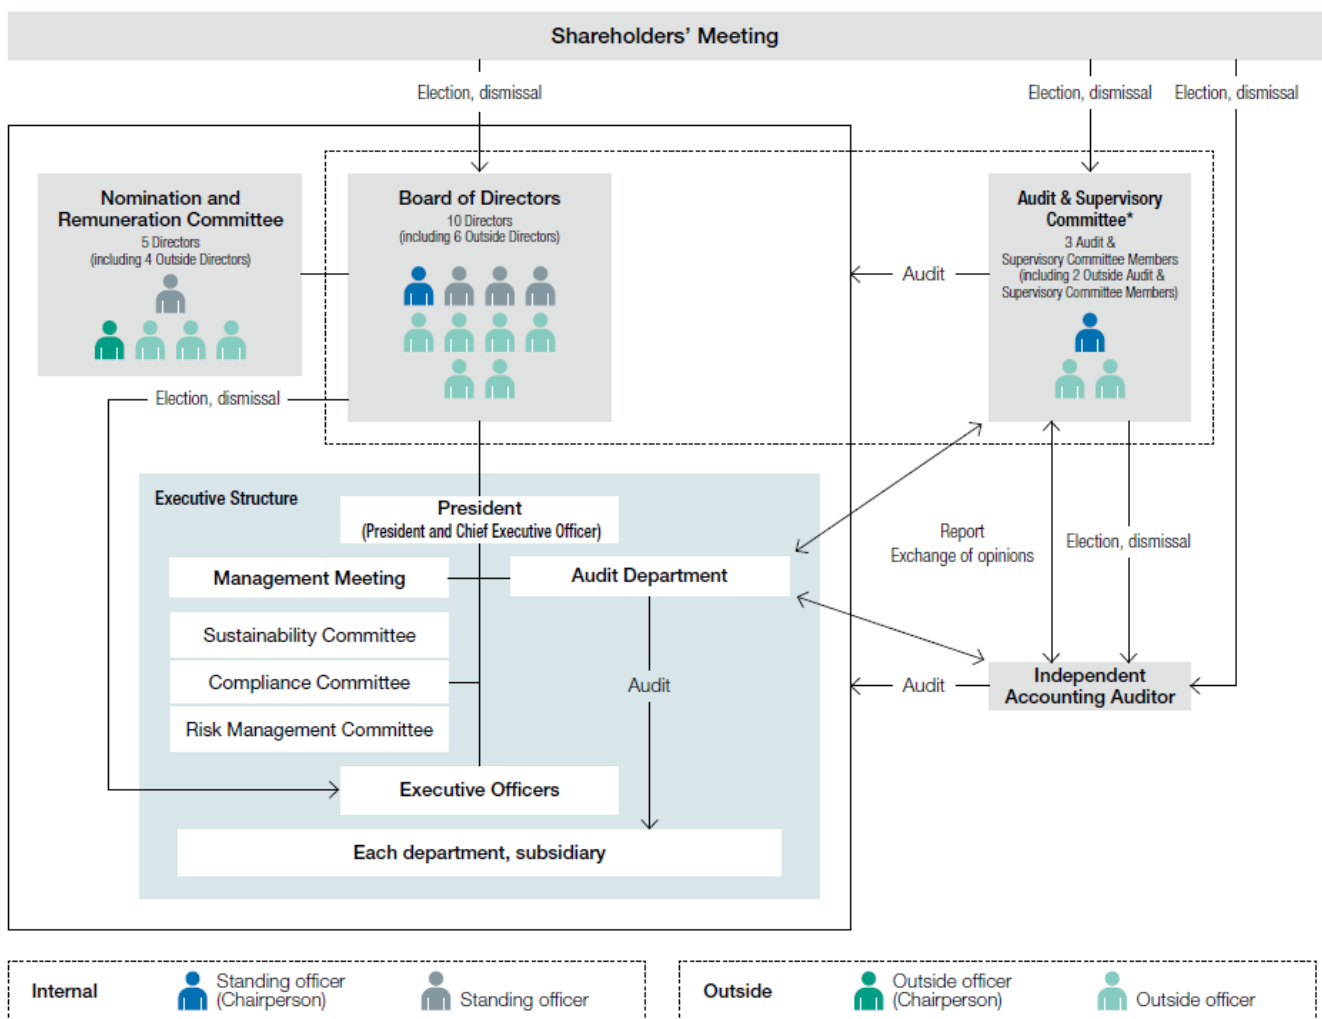 Shareholders’ Meeting
Election, dismissal
Election, dismissal
Election, dismissal
Nomination and
Remuneration Committee
5 Directors
(including 4 Outside Directors)
Board of Directors
10 Directors
(including 6 Outside Directors)
Audit & Supervisory
Committee*
3 Audit &
Supervisory Committee Members
(including 2 Outside Audit &
Supervisory Committee Members)
Audit
Election, dismissal
Executive Structure
President
(President and Chief Executive Officer)
Management Meeting
Audit Department
Sustainability Committee
Compliance Committee
Risk Management Committee
Audit
Executive Officers
Each department, subsidiary
Report
Exchange of opinions
Election, dismissal
Audit
Independent
Accounting Auditor
Internal
Standing officer
(Chairperson)
Standing officer
Outside
Outside officer
(Chairperson)
Outside officer